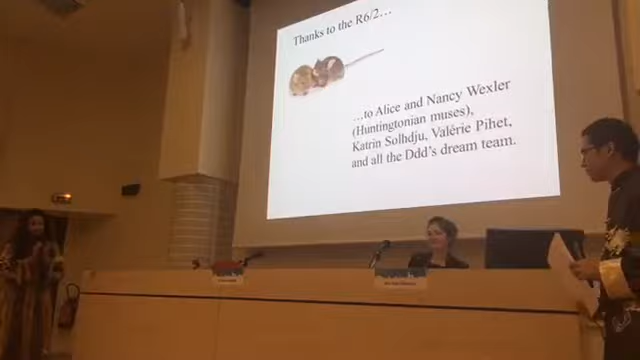 Thanks to the R6/2…
…to Alice and Nancy Wexler
(Huntingtonian muses),
Katrin Solhdju, Valérie Pihet,
and all the Ddd's dream team.